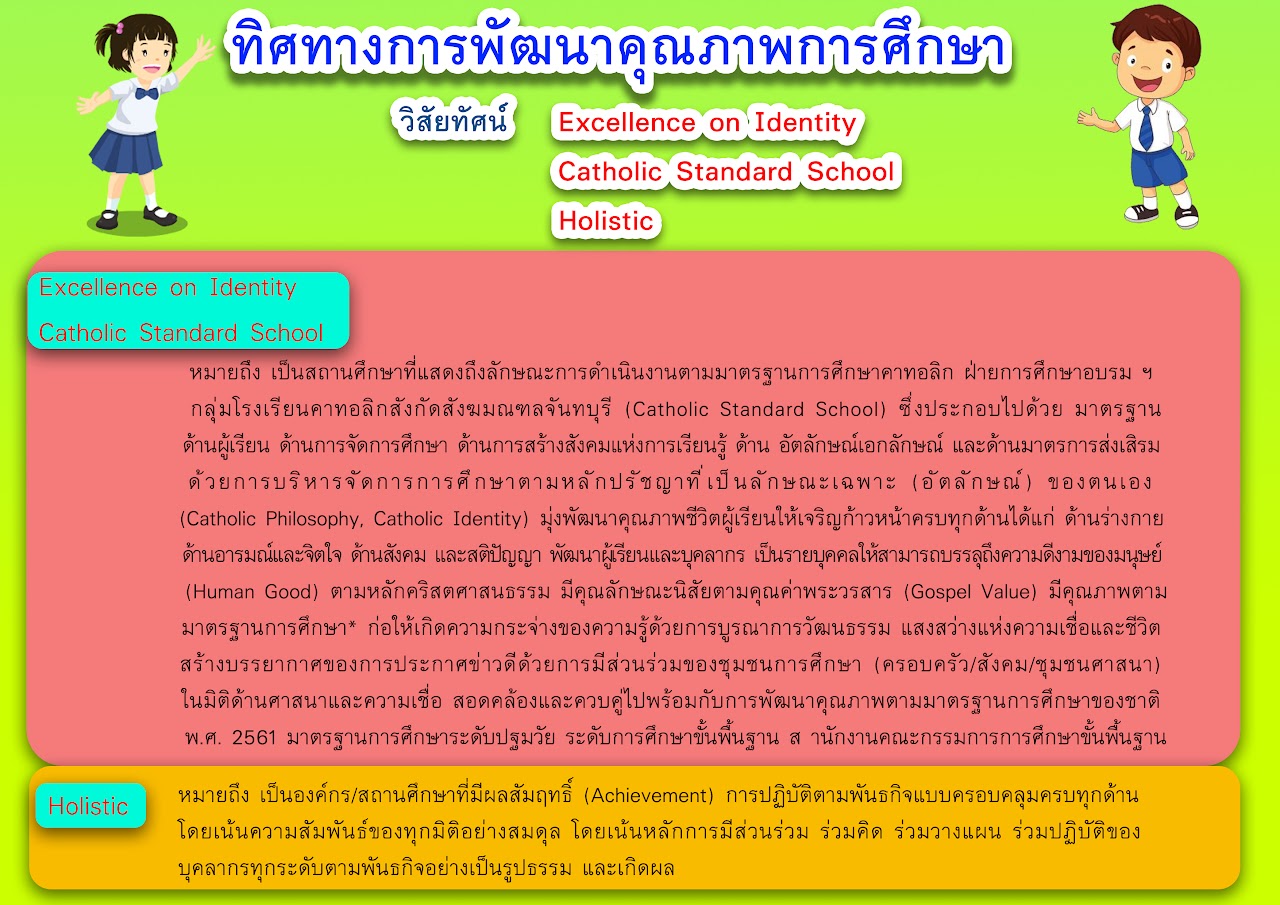 ทิศทางการพัฒนาคุณภาพการศึกษา
วิสัยทัศน์ Excellence on Identity
Catholic Standard School
Holistic
Excellence on Identity
Catholic Standard School
หมายถึง เป็นสถานศึกษาที่แสดงถึงลักษณะการดำเนินงานตามมาตรฐานการศึกษาคาทอลิก ฝ่ายการศึกษาอบรม ฯ
กลุ่มโรงเรียนคาทอลิกสังกัดสังฆมณฑลจันทบุรี (Catholic Standard School) ซึ่งประกอบไปด้วย มาตรฐาน
ด้านผู้เรียน ด้านการจัดการศึกษา ด้านการสร้างสังคมแห่งการเรียนรู้ ด้าน อัตลักษณ์เอกลักษณ์ และด้านมาตรการส่งเสริม
ด้วยการบริหารจัดการการศึกษาตามหลักปรัชญาที่เป็นลักษณะเฉพาะ (อัตลักษณ์) ของตนเอง
(Catholic Philosophy, Catholic Identity) มุ่งพัฒนาคุณภาพชีวิตผู้เรียนให้เจริญก้าวหน้าครบทุกด้านได้แก่ ด้านร่างกาย
ด้านอารมณ์และจิตใจ ด้านสังคม และสติปัญญา พัฒนาผู้เรียนและบุคลากร เป็นรายบุคคลให้สามารถบรรลุถึงความดีงามของมนุษย์
(Human Good) ตามหลักคริสตศาสนธรรม มีคุณลักษณะนิสัยตามคุณค่าพระวรสาร (Gospel Value) มีคุณภาพตาม
มาตรฐานการศึกษา* ก่อให้เกิดความกระจ่างของความรู้ด้วยการบูรณาการวัฒนธรรม แสงสว่างแห่งความเชื่อและชีวิต
สร้างบรรยากาศของการประกาศข่าวดีด้วยการมีส่วนร่วมของชุมชนการศึกษา (ครอบครัว/สังคม/ชุมชนศาสนา)
ในมิติด้านศาสนาและความเชื่อ สอดคล้องและควบคู่ไปพร้อมกับการพัฒนาคุณภาพตามมาตรฐานการศึกษาของชาติ
พ.ศ. 2561 มาตรฐานการศึกษาระดับปฐมวัย ระดับการศึกษาขั้นพื้นฐาน ส านักงานคณะกรรมการการศึกษาขั้นพื้นฐาน
Holistic
หมายถึง เป็นองค์กร/สถานศึกษาที่มีผลสัมฤทธิ์ (Achievement) การปฏิบัติตามพันธกิจแบบครอบคลุมครบทุกด้าน
โดยเน้นความสัมพันธ์ของทุกมิติอย่างสมดุล โดยเน้นหลักการมีส่วนร่วม ร่วมคิด ร่วมวางแผน ร่วมปฏิบัติของ
บุคลากรทุกระดับตามพันธกิจอย่างเป็นรูปธรรม และเกิดผล